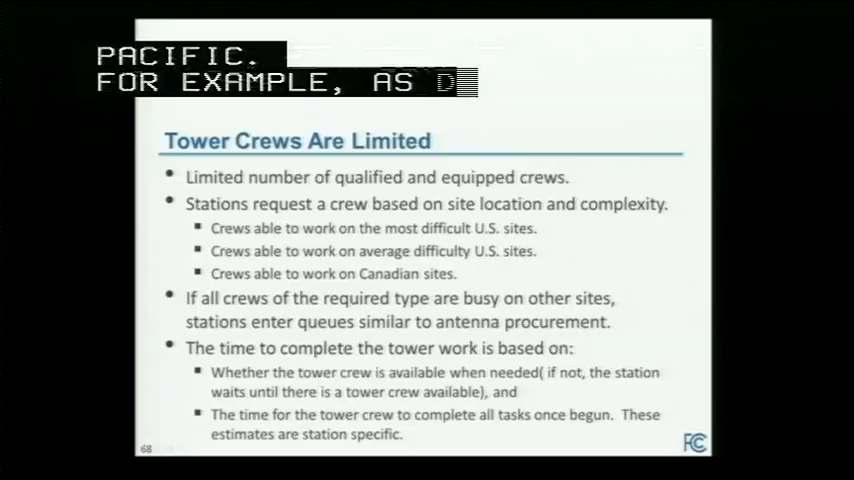 PACIFIC.
FOR EXAMPLE, AS D
Tower Crews Are Limited
• Limited number of qualified and equipped crews.
• Stations request a crew based on site location and complexity.
▪ Crews able to work on the most difficult U.S. sites.
▪ Crews able to work on average difficulty U.S. sites.
▪ Crews able to work on Canadian sites.
• If all crews of the required type are busy on other sites,
stations enter queues similar to antenna procurement.
• The time to complete the tower work is based on:
▪ Whether the tower crew is available when needed( if not, the station
waits until there is a tower crew available), and
▪ The time for the tower crew to complete all tasks once begun. These
estimates are station specific.
68
FCC